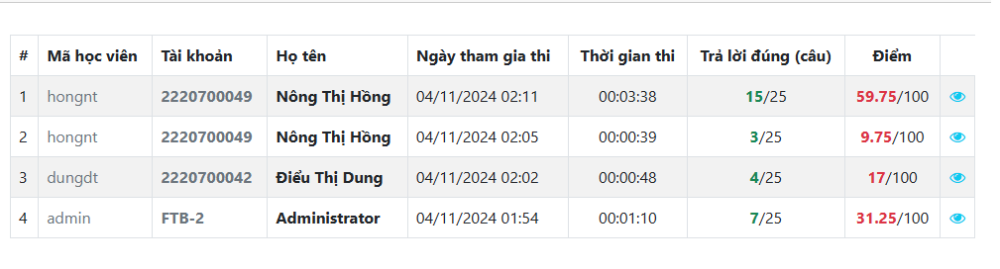 # Mã học viên Tài khoản Họ tên Ngày tham gia thi Thời gian thi Trả lời đúng (câu) Điểm
1 hongnt 2220700049 Nông Thị Hồng 04/11/2024 02:11 00:03:38 15/25 59.75/100
2 hongnt 2220700049 Nông Thị Hồng 04/11/2024 02:05 00:00:39 3/25 9.75/100
3 dungdt 2220700042 Điểu Thị Dung 04/11/2024 02:02 00:00:48 4/25 17/100
4 admin FTB-2 Administrator 04/11/2024 01:54 00:01:10 7/25 31.25/100